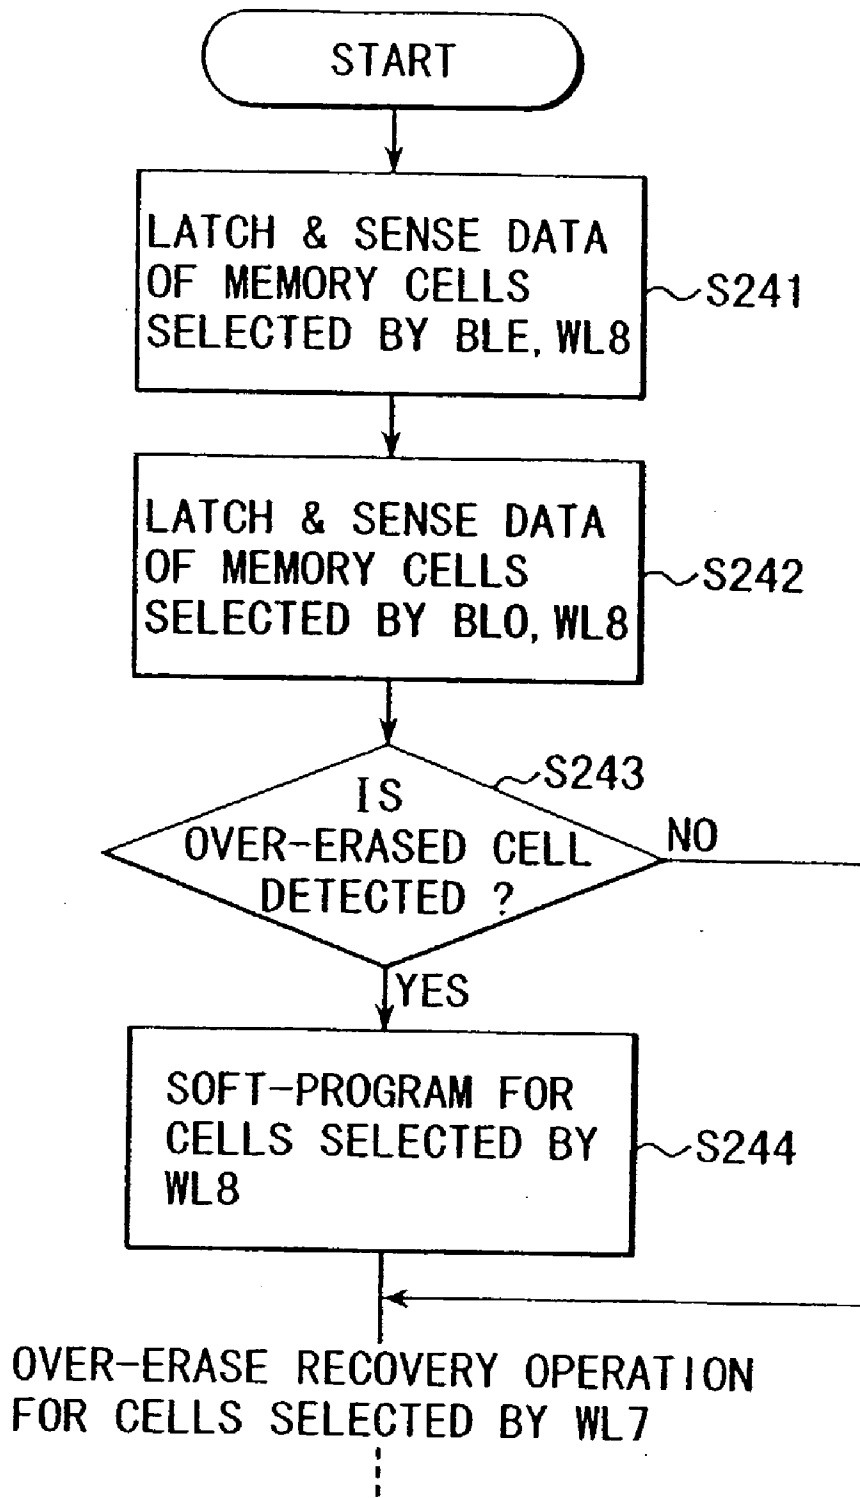 START
LATCH & SENSE DATA
OF MEMORY CELLS
SELECTED BY BLE, WL8
S241
LATCH & SENSE DATA
OF MEMORY CELLS
SELECTED BY BLO, WL8
S242
S243
IS
OVER-ERASED CELL
DETECTED ?
NO
YES
SOFT-PROGRAM FOR
CELLS SELECTED BY
WL8
S244
OVER-ERASE RECOVERY OPERATION
FOR CELLS SELECTED BY WL7